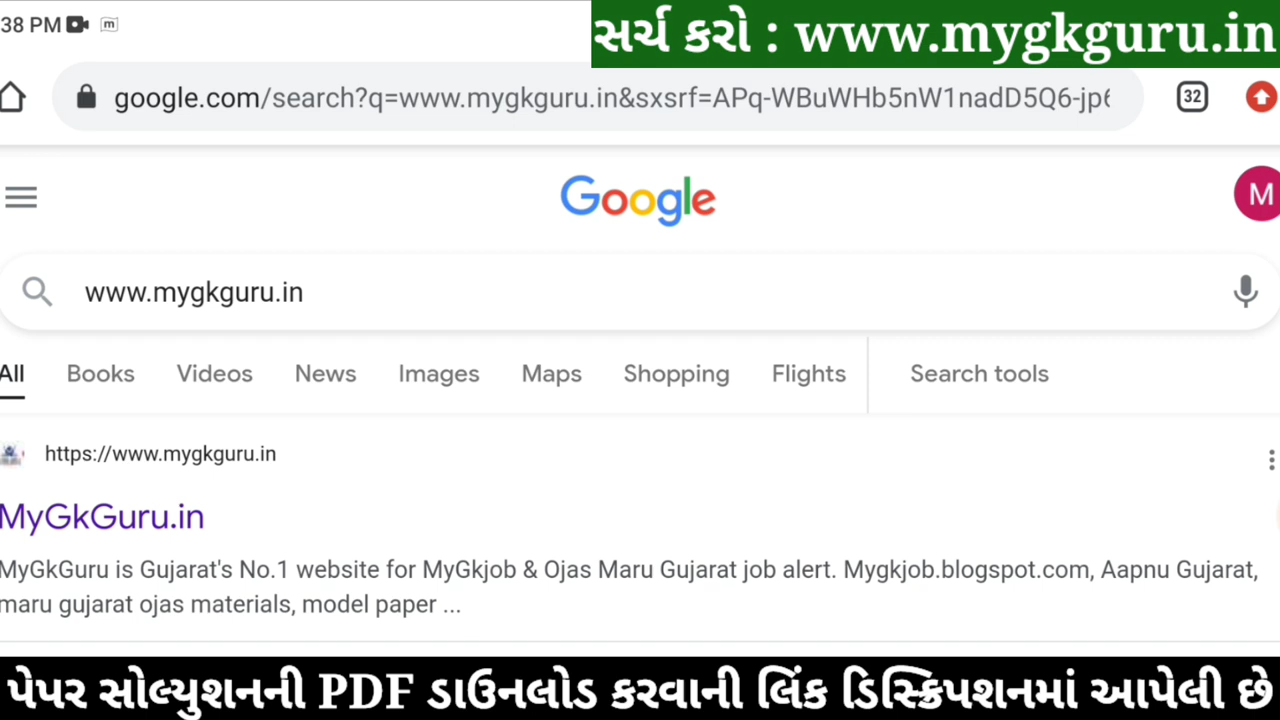 38 PM m
સર્ચ કરો : www.mygkguru.in
google.com/search?q=www.mygkguru.in&sxsrf=APq-WBuWHb5nW1nadD5Q6-jp6
32
Google
M
www.mygkguru.in
All Books Videos News Images Maps Shopping Flights Search tools
https://www.mygkguru.in
MyGkGuru.in
MyGkGuru is Gujarat's No.1 website for MyGkjob & Ojas Maru Gujarat job alert. Mygkjob.blogspot.com, Aapnu Gujarat,
maru gujarat ojas materials, model paper ...
પેપર સોલ્યુશનની PDF ડાઉનલોડ કરવાની લિંક ડિસ્ક્રિપશનમાં આપેલી છે